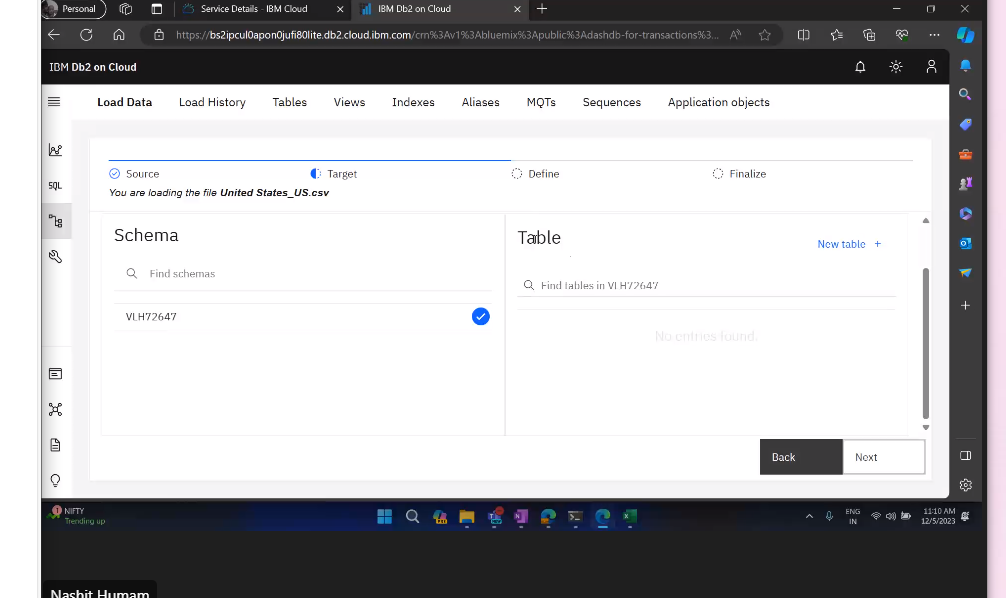 Personal
Service Details - IBM Cloud
IBM Db2 on Cloud
https://bs2ipcul0apon0jufi80lite.db2.cloud.ibm.com/crn%3Av1%3Abluemix%3Apublic%3Adashdb-for-transactions%3...
IBM Db2 on Cloud
Load Data Load History Tables Views Indexes Aliases MQTs Sequences Application objects
SQL
Source Target Define Finalize
You are loading the file United States_US.csv
Schema
Find schemas
VLH72647
Table
New table +
Find tables in VLH72647
No entries found.
Back Next
1 NIFTY
Trending up
ENG
IN
11:10 AM
12/5/2023
Nashit Humam